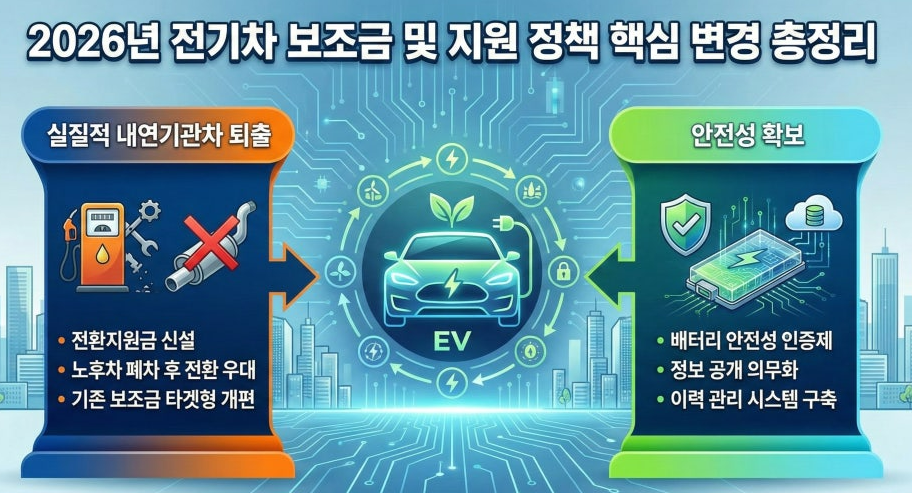 2026년 전기차 보조금 및 지원 정책 핵심 변경 총정리
실질적 내연기관차 퇴출
• 전환지원금 신설
• 노후차 폐차 후 전환 우대
• 기존 보조금 타겟형 개편
EV
안전성 확보
• 배터리 안전성 인증제
• 정보 공개 의무화
• 이력 관리 시스템 구축